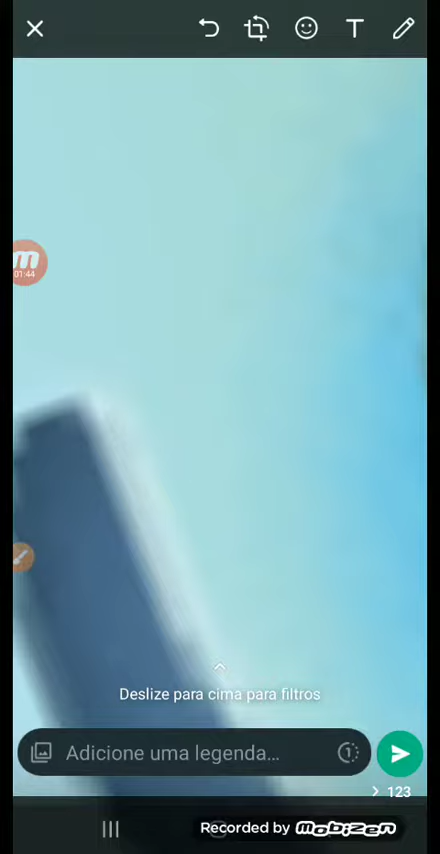 T
m
01:44
Deslize para cima para filtros
Adicione uma legenda...
1
> 123
Recorded by Mobizen